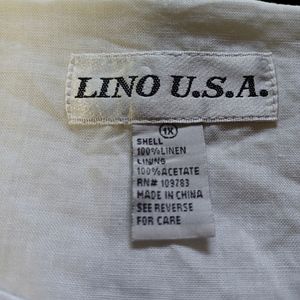 LINO U.S.A.
1X
SHELL
100% LINEN
LINING
100% ACETATE
RN# 109783
MADE IN CHINA
SEE REVERSE
FOR CARE